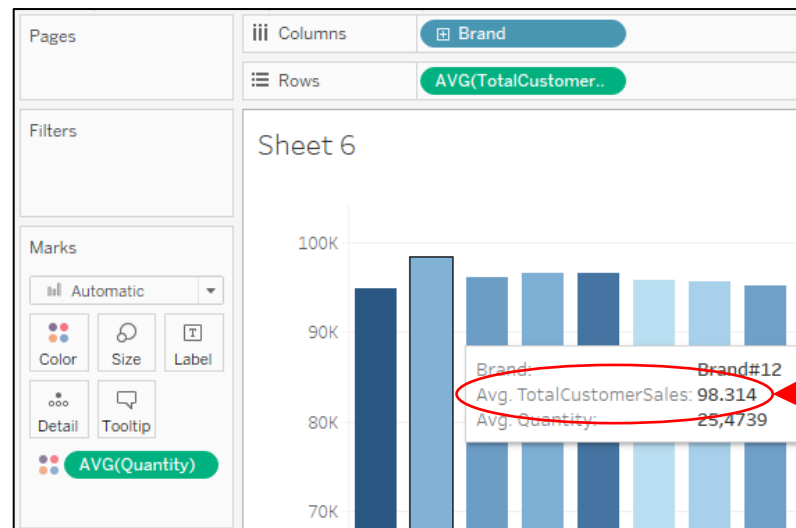 Pages
iii Columns
Brand
Rows
AVG(TotalCustomer..
Filters
Sheet 6
Marks
Automatic
Color
Size
Label
Detail
Tooltip
AVG(Quantity)
100K
90K
80K
70K
Brand: Brand#12
Avg. TotalCustomerSales: 98.314
Avg. Quantity: 25,4739